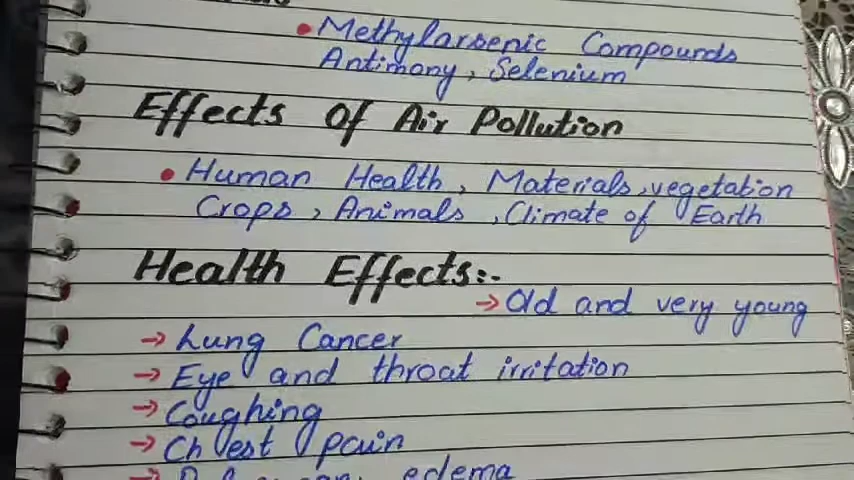 • Methylarsenic Compounds
Antimony, Selenium
Effects Of Air Pollution
• Human Health, Materials, vegetation
Crops, Animals, Climate of Earth
Health Effects:-
→ Old and very young
→ Lung Cancer
→ Eye and throat irritation
→ Coughing
→ Chest pain
→ edema